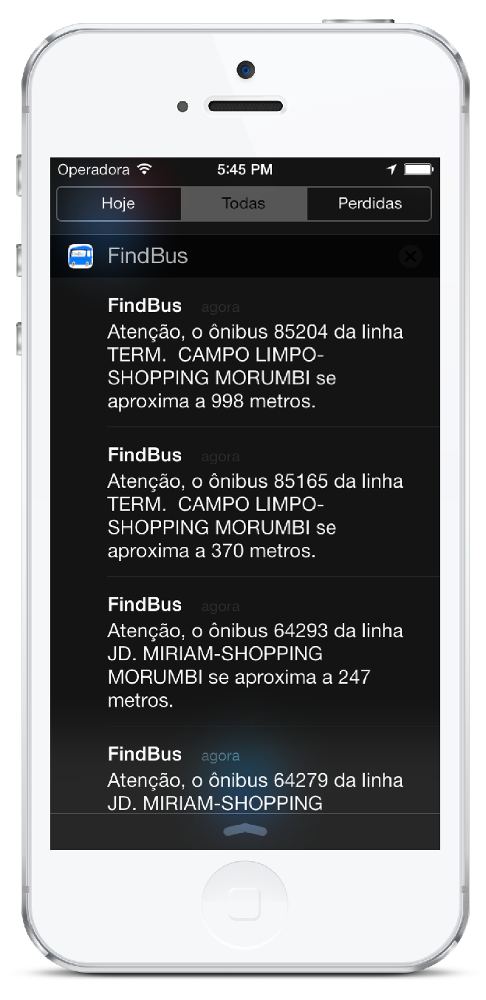 Operadora 5:45 PM
Hoje Todas Perdidas
FindBus
FindBus agora
Atenção, o ônibus 85204 da linha
TERM.  CAMPO LIMPO-
SHOPPING MORUMBI se
aproxima a 998 metros.
FindBus agora
Atenção, o ônibus 85165 da linha
TERM.  CAMPO LIMPO-
SHOPPING MORUMBI se
aproxima a 370 metros.
FindBus agora
Atenção, o ônibus 64293 da linha
JD. MIRIAM-SHOPPING
MORUMBI se aproxima a 247
metros.
FindBus agora
Atenção, o ônibus 64279 da linha
JD. MIRIAM-SHOPPING